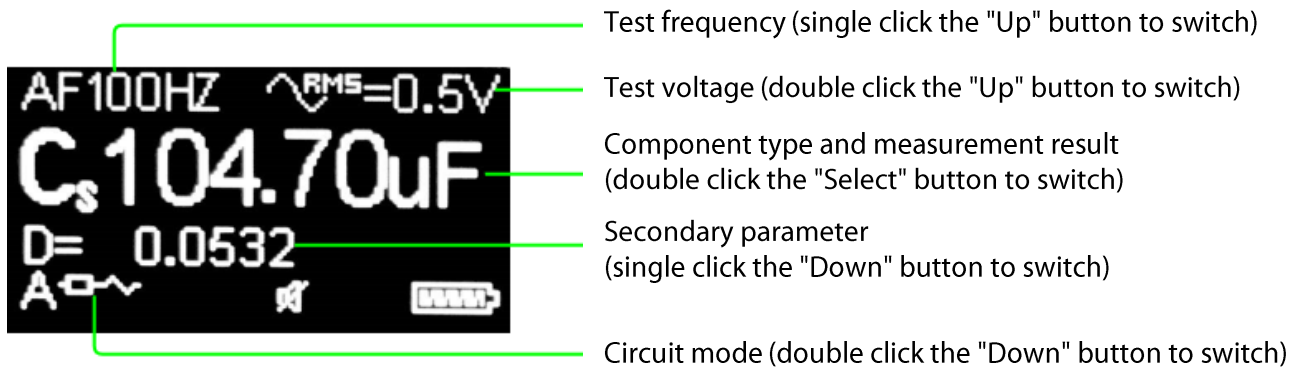 Test frequency (single click the "Up" button to switch)
AF100HZ RMS=0.5V
Test voltage (double click the "Up" button to switch)
Cs104.70uF
Component type and measurement result
(double click the "Select" button to switch)
D= 0.0532
Secondary parameter
(single click the "Down" button to switch)
A
Circuit mode (double click the "Down" button to switch)